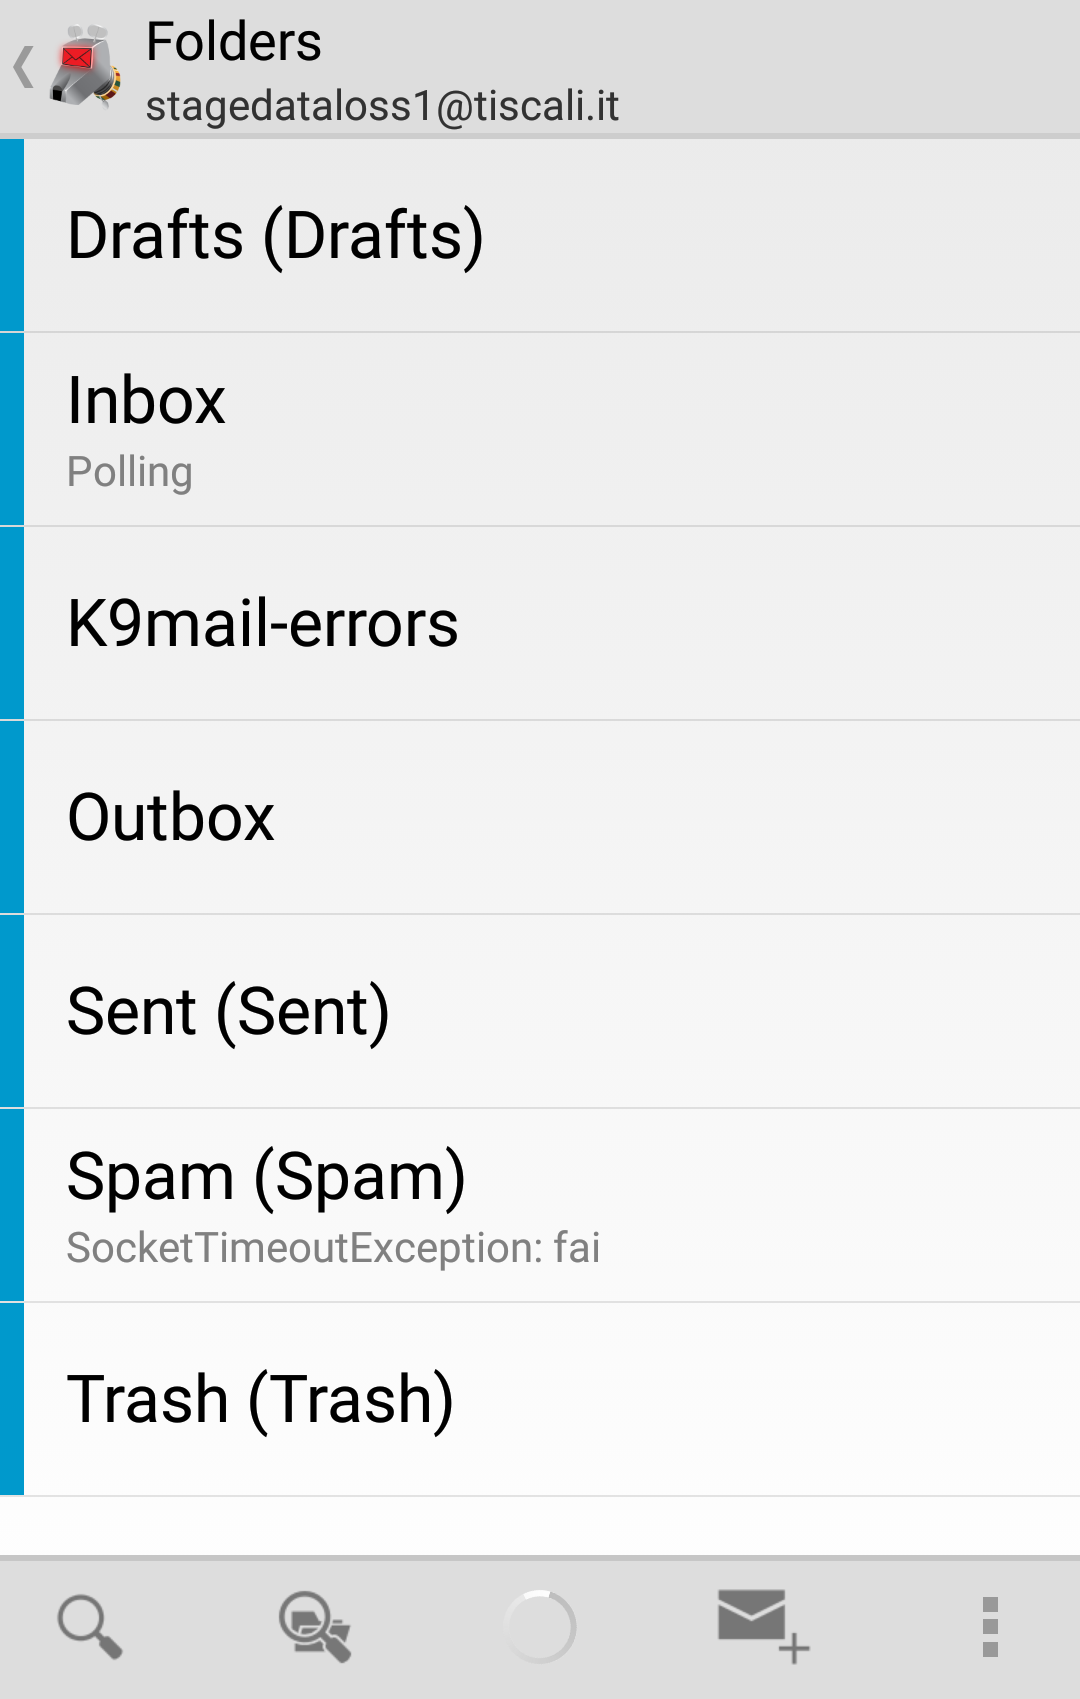 Folders
stagedataloss1@tiscali.it
Drafts (Drafts)
Inbox
Polling
K9mail-errors
Outbox
Sent (Sent)
Spam (Spam)
SocketTimeoutException: fai
Trash (Trash)